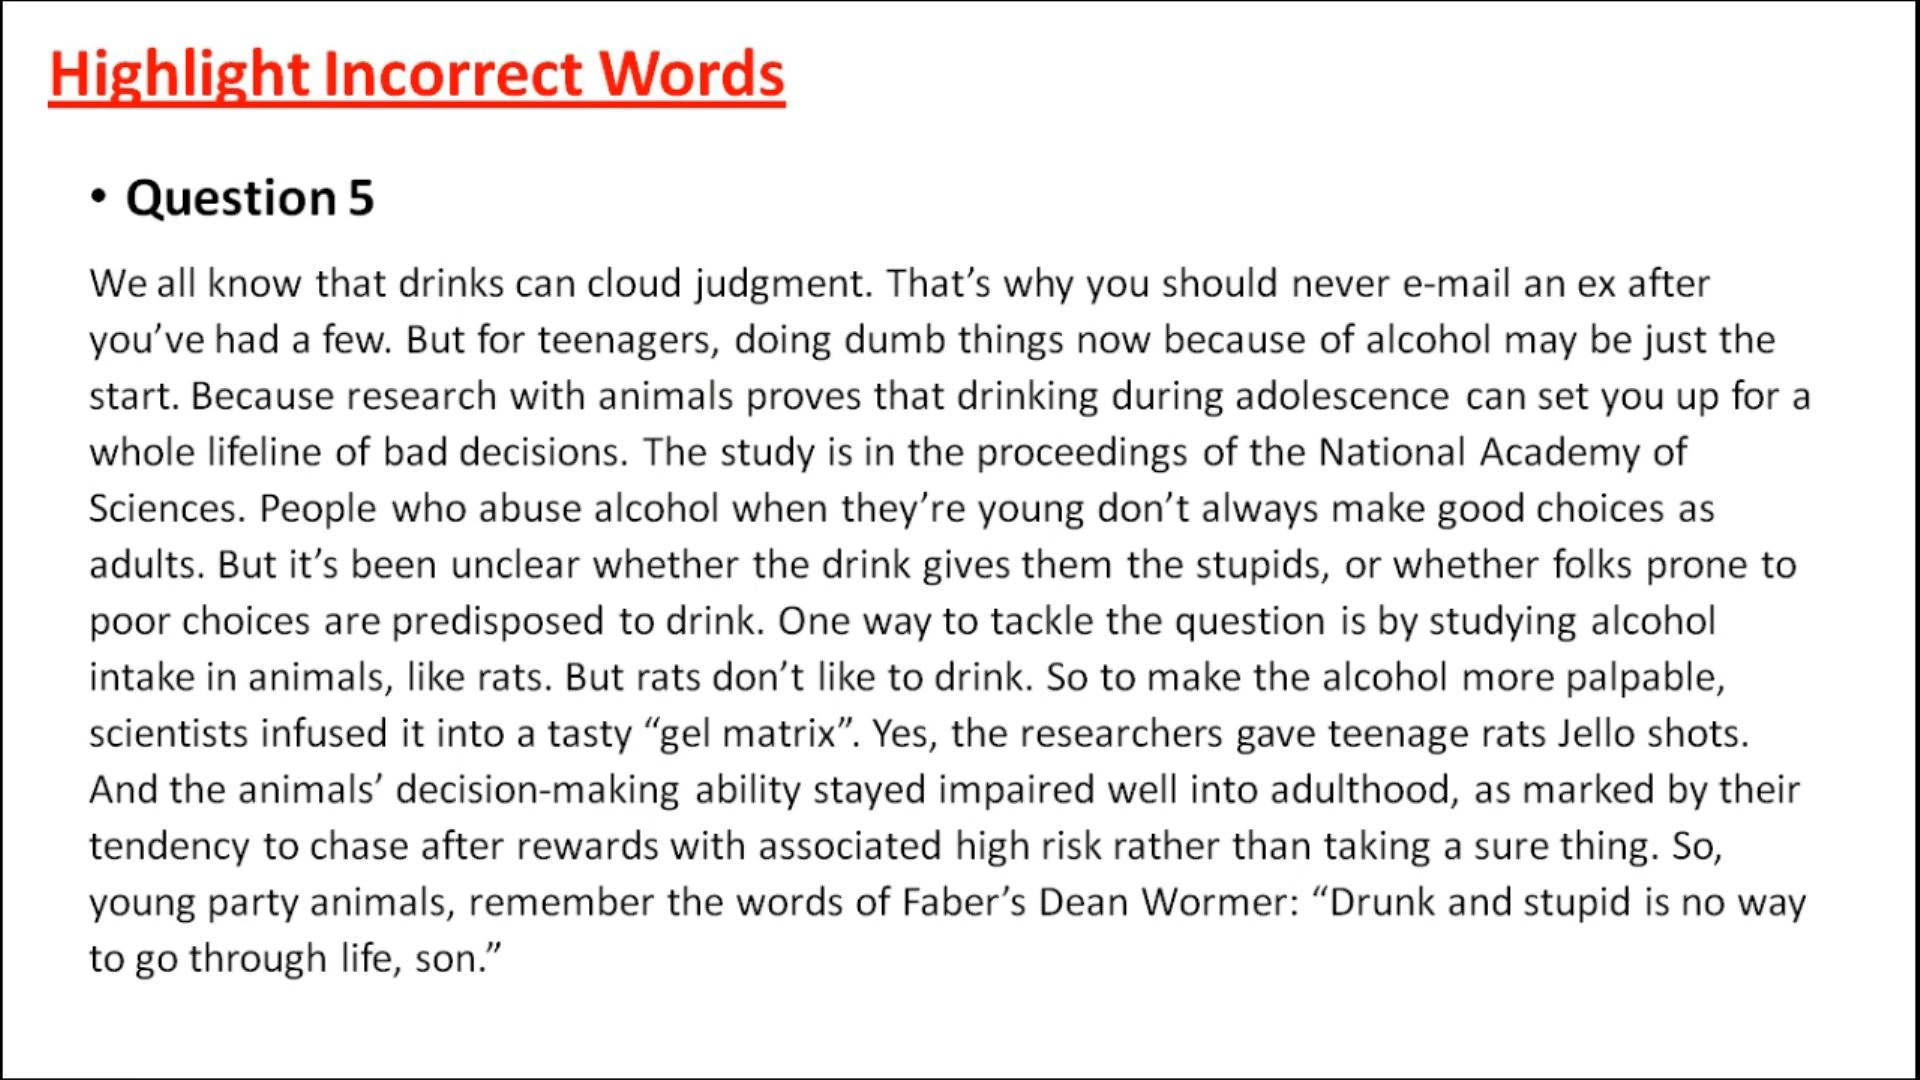 Highlight Incorrect Words
• Question 5
We all know that drinks can cloud judgment. That’s why you should never e-mail an ex after
you’ve had a few. But for teenagers, doing dumb things now because of alcohol may be just the
start. Because research with animals proves that drinking during adolescence can set you up for a
whole lifeline of bad decisions. The study is in the proceedings of the National Academy of
Sciences. People who abuse alcohol when they’re young don’t always make good choices as
adults. But it’s been unclear whether the drink gives them the stupids, or whether folks prone to
poor choices are predisposed to drink. One way to tackle the question is by studying alcohol
intake in animals, like rats. But rats don’t like to drink. So to make the alcohol more palpable,
scientists infused it into a tasty “gel matrix”. Yes, the researchers gave teenage rats Jello shots.
And the animals’ decision-making ability stayed impaired well into adulthood, as marked by their
tendency to chase after rewards with associated high risk rather than taking a sure thing. So,
young party animals, remember the words of Faber’s Dean Wormer: “Drunk and stupid is no way
to go through life, son.”